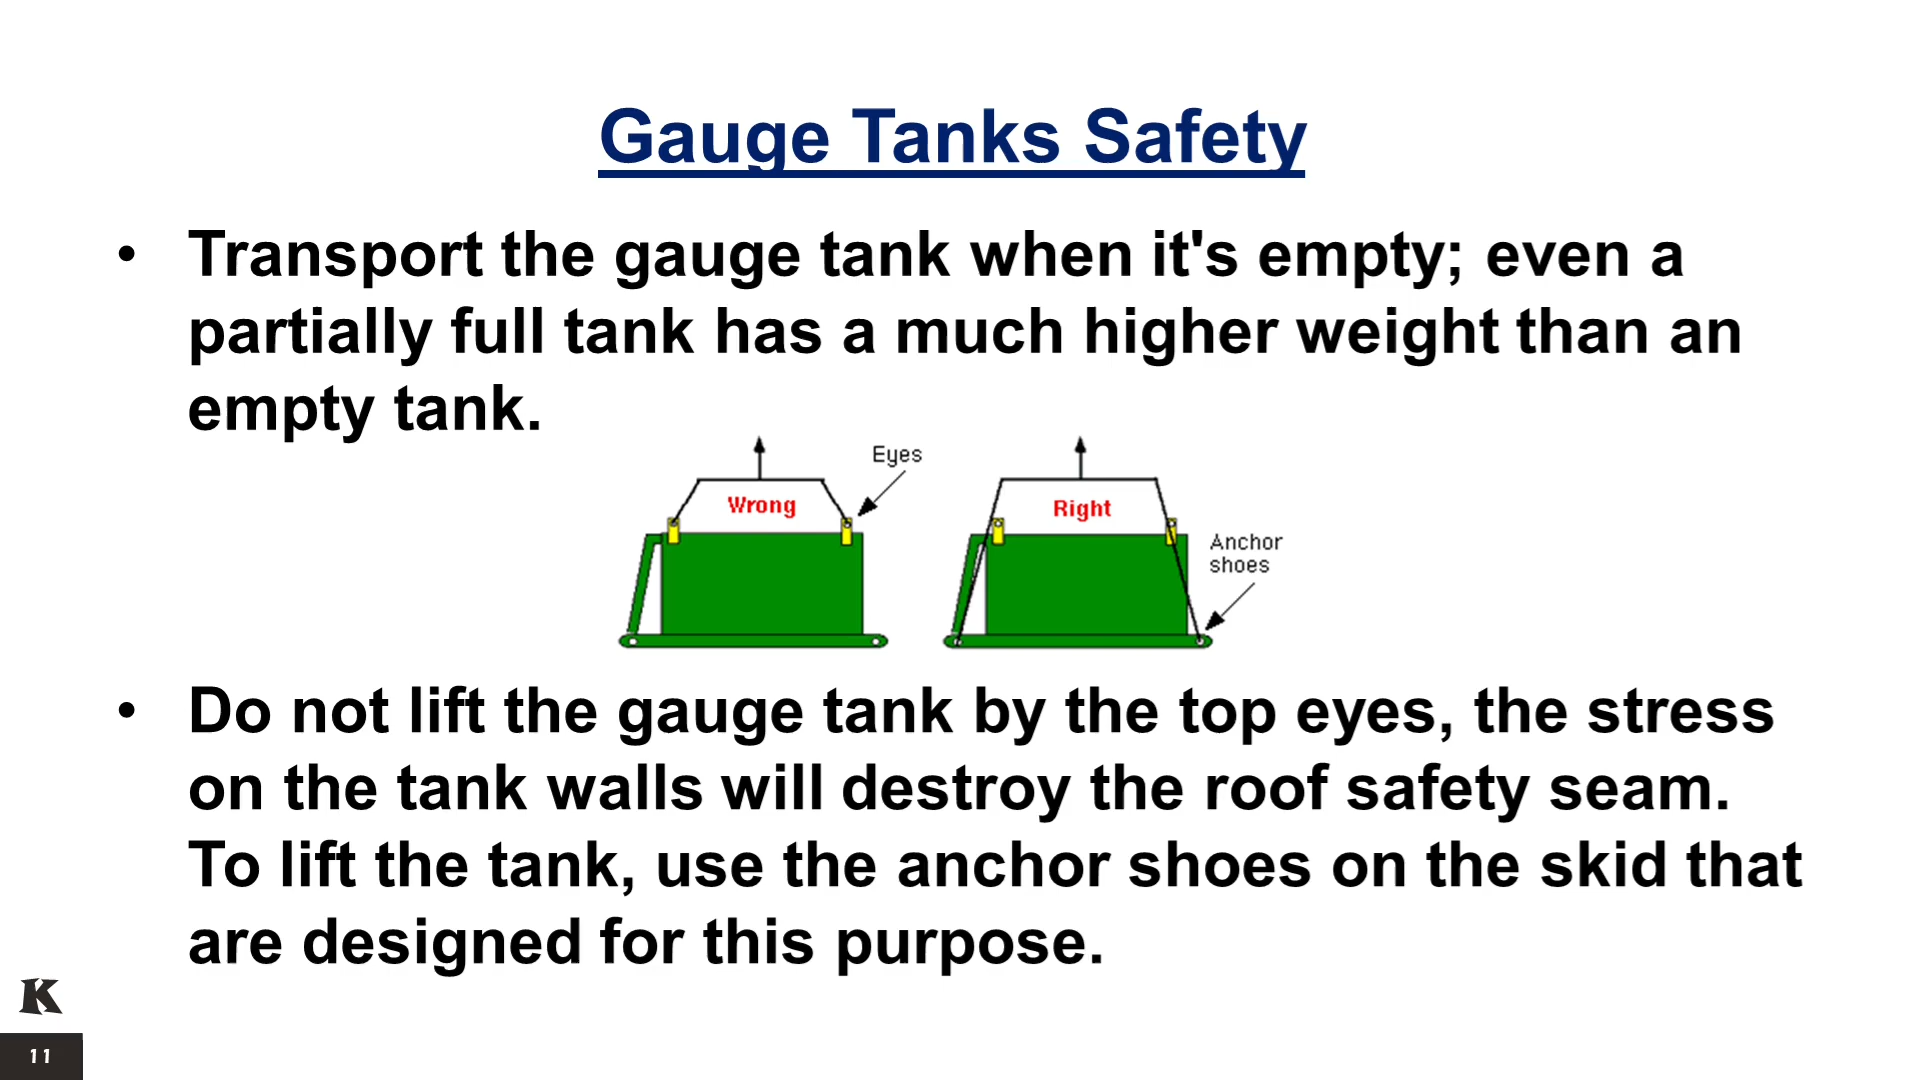 Gauge Tanks Safety
• Transport the gauge tank when it's empty; even a
partially full tank has a much higher weight than an
empty tank.
Eyes
Wrong
Right
Anchor
shoes
• Do not lift the gauge tank by the top eyes, the stress
on the tank walls will destroy the roof safety seam.
To lift the tank, use the anchor shoes on the skid that
are designed for this purpose.
K
11